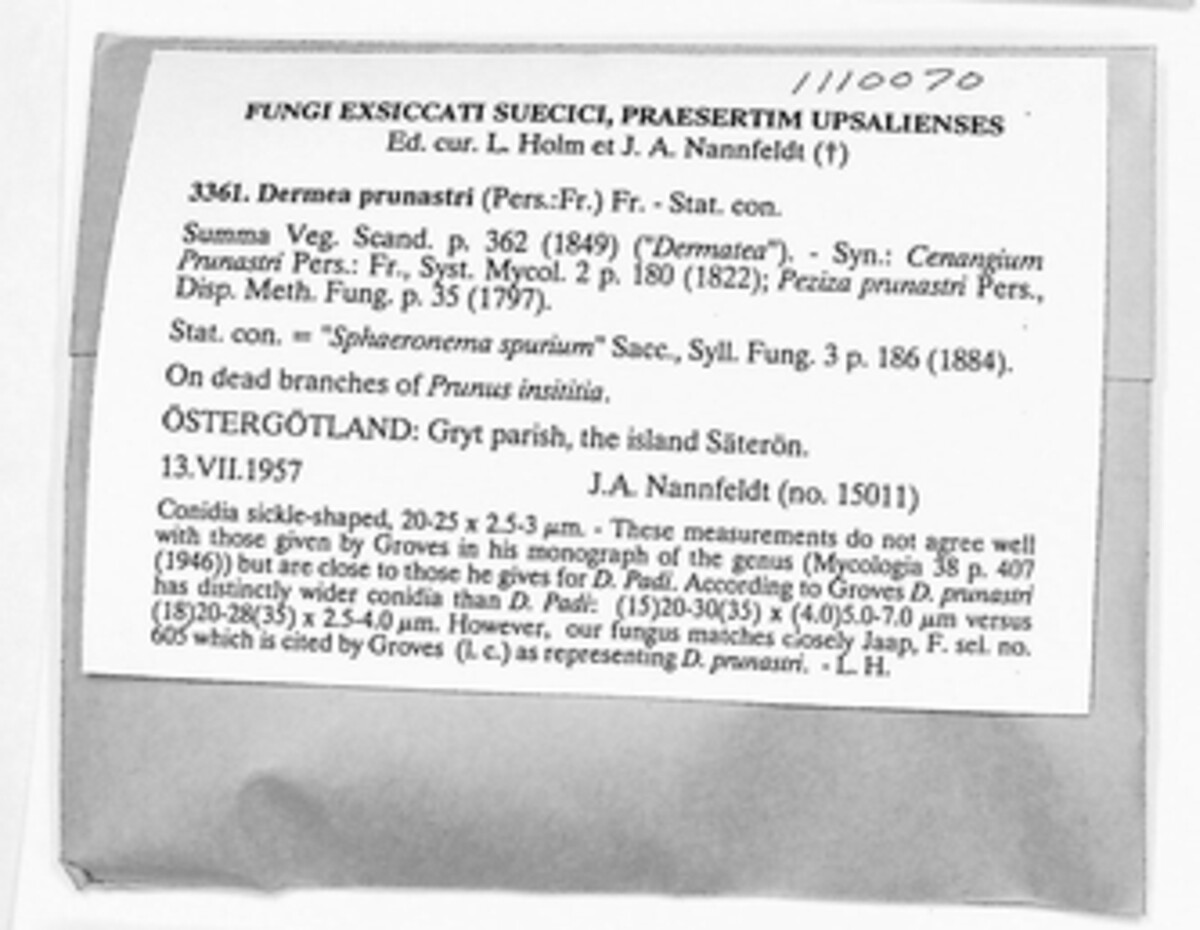 1110070
FUNGI EXSICCATI SUECICI, PRAESERTIM UPSALIENSES
Ed. cur. L. Holm et J. A. Nannfeldt (†)
3361. Dermea prunastri (Pers.:Fr.) Fr. - Stat. con.
Summa Veg. Scand. p. 362 (1849) ("Dermatea"). - Syn.: Cenangium
Prunastri Pers.: Fr., Syst. Mycol. 2 p. 180 (1822); Peziza prunastri Pers.,
Disp. Meth. Fung. p. 35 (1797).
Stat. con. = "Sphaeronema spurium" Sacc., Syll. Fung. 3 p. 186 (1884).
On dead branches of Prunus insititia.
ÖSTERGÖTLAND: Gryt parish, the island Säterön.
13.VII.1957 J.A. Nannfeldt (no. 15011)
Conidia sickle-shaped, 20-25 x 2.5-3 µm. - These measurements do not agree well
with those given by Groves in his monograph of the genus (Mycologia 38 p. 407
(1946)) but are close to those he gives for D. Padi. According to Groves D. prunastri
has distinctly wider conidia than D. Padi: (15)20-30(35) x (4.0)5.0-7.0 µm versus
(18)20-28(35) x 2.5-4.0 µm. However, our fungus matches closely Jaap, F. sel. no.
605 which is cited by Groves (l. c.) as representing D. prunastri. - L. H.